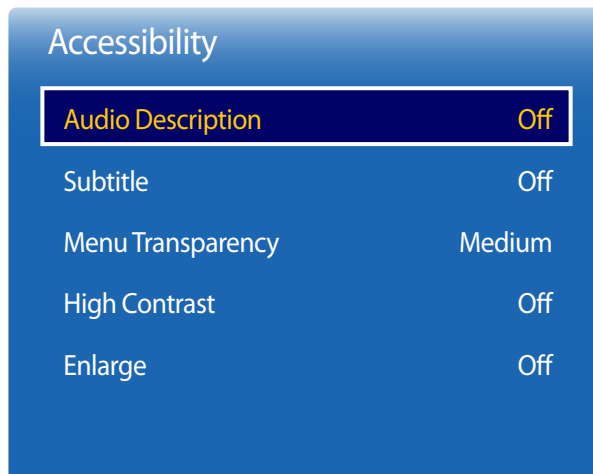 Accessibility
Audio Description Off
Subtitle Off
Menu Transparency Medium
High Contrast Off
Enlarge Off